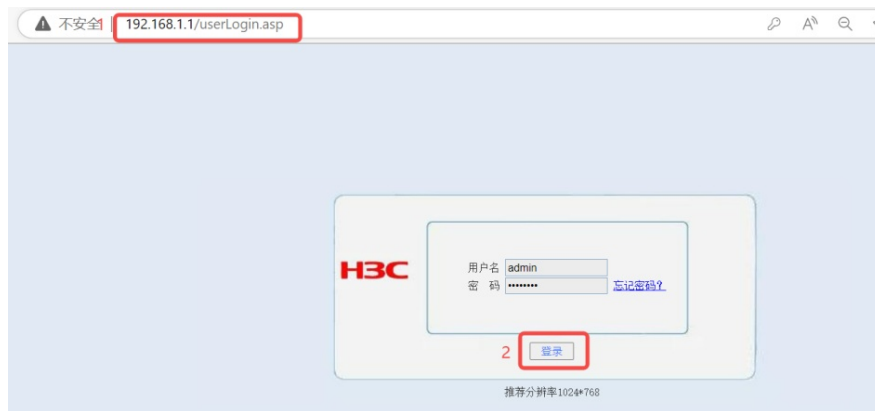 不安全 1 192.168.1.1/userLogin.asp
H3C
用户名 admin
密 码 •••••••• 忘记密码?
2 登录
推荐分辨率1024*768